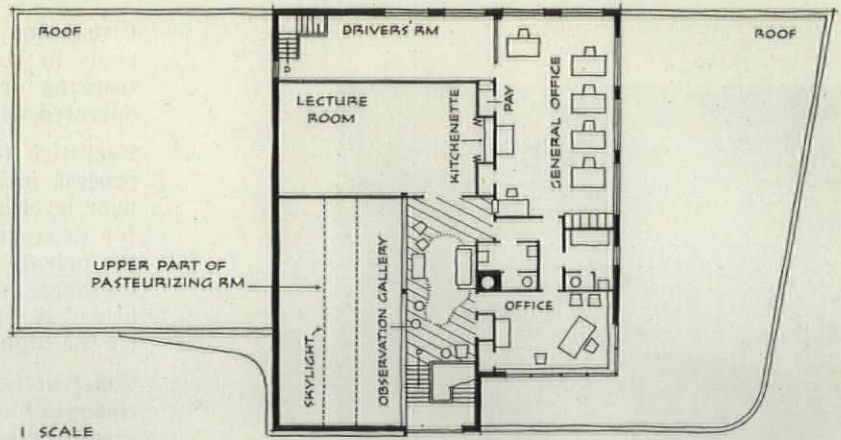 ROOF
DRIVERS' RM
ROOF
LECTURE
ROOM
KITCHENETTE
PAY
GENERAL OFFICE
UPPER PART OF
PASTEURIZING RM
SKYLIGHT
OBSERVATION GALLERY
OFFICE
D
1 SCALE